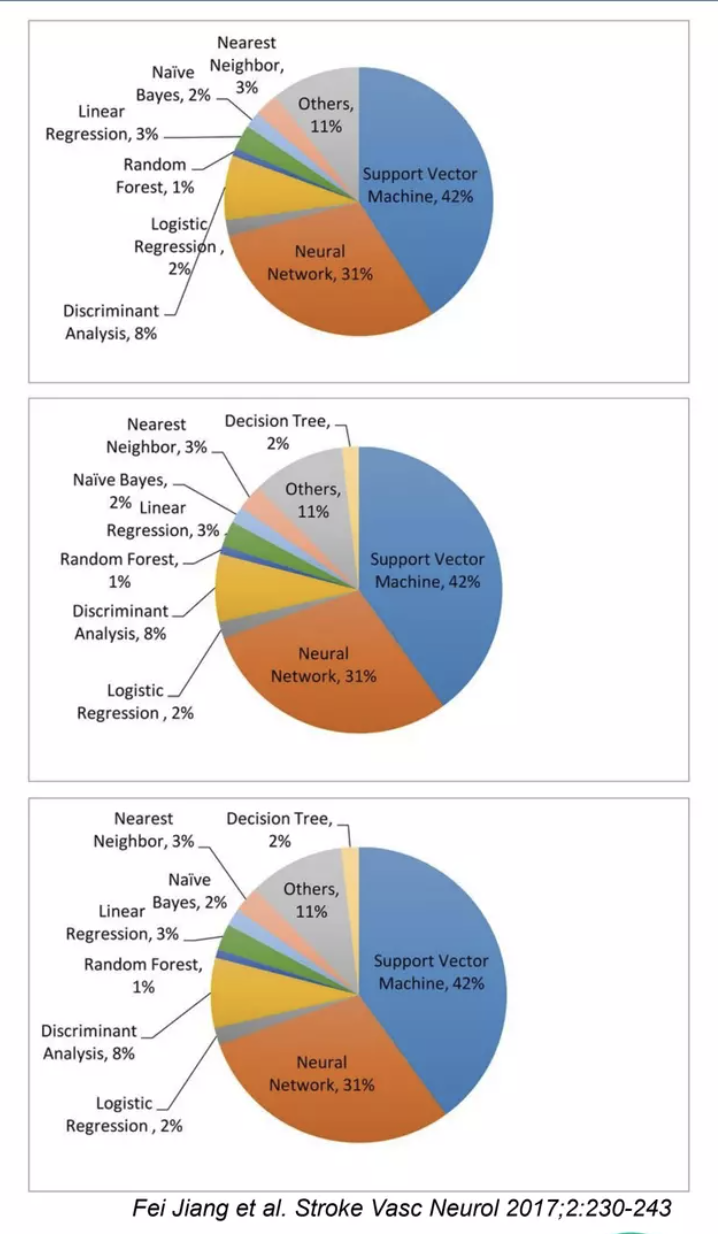 Nearest
Neighbor,
3%
Naïve
Bayes, 2%
Others,
11%
Linear
Regression, 3%
Random
Forest, 1%
Support Vector
Machine, 42%
Logistic
Regression ,
2%
Neural
Network, 31%
Discriminant
Analysis, 8%
Nearest
Neighbor, 3%
Decision Tree,
2%
Naïve Bayes,
2%
Others,
11%
Linear
Regression, 3%
Random Forest,
1%
Support Vector
Machine, 42%
Discriminant
Analysis, 8%
Neural
Network, 31%
Logistic
Regression , 2%
Nearest
Neighbor, 3%
Decision Tree,
2%
Naïve
Bayes, 2%
Others,
11%
Linear
Regression, 3%
Random Forest,
1%
Support Vector
Machine, 42%
Discriminant
Analysis, 8%
Neural
Network, 31%
Logistic
Regression , 2%
Fei Jiang et al. Stroke Vasc Neurol 2017;2:230-243